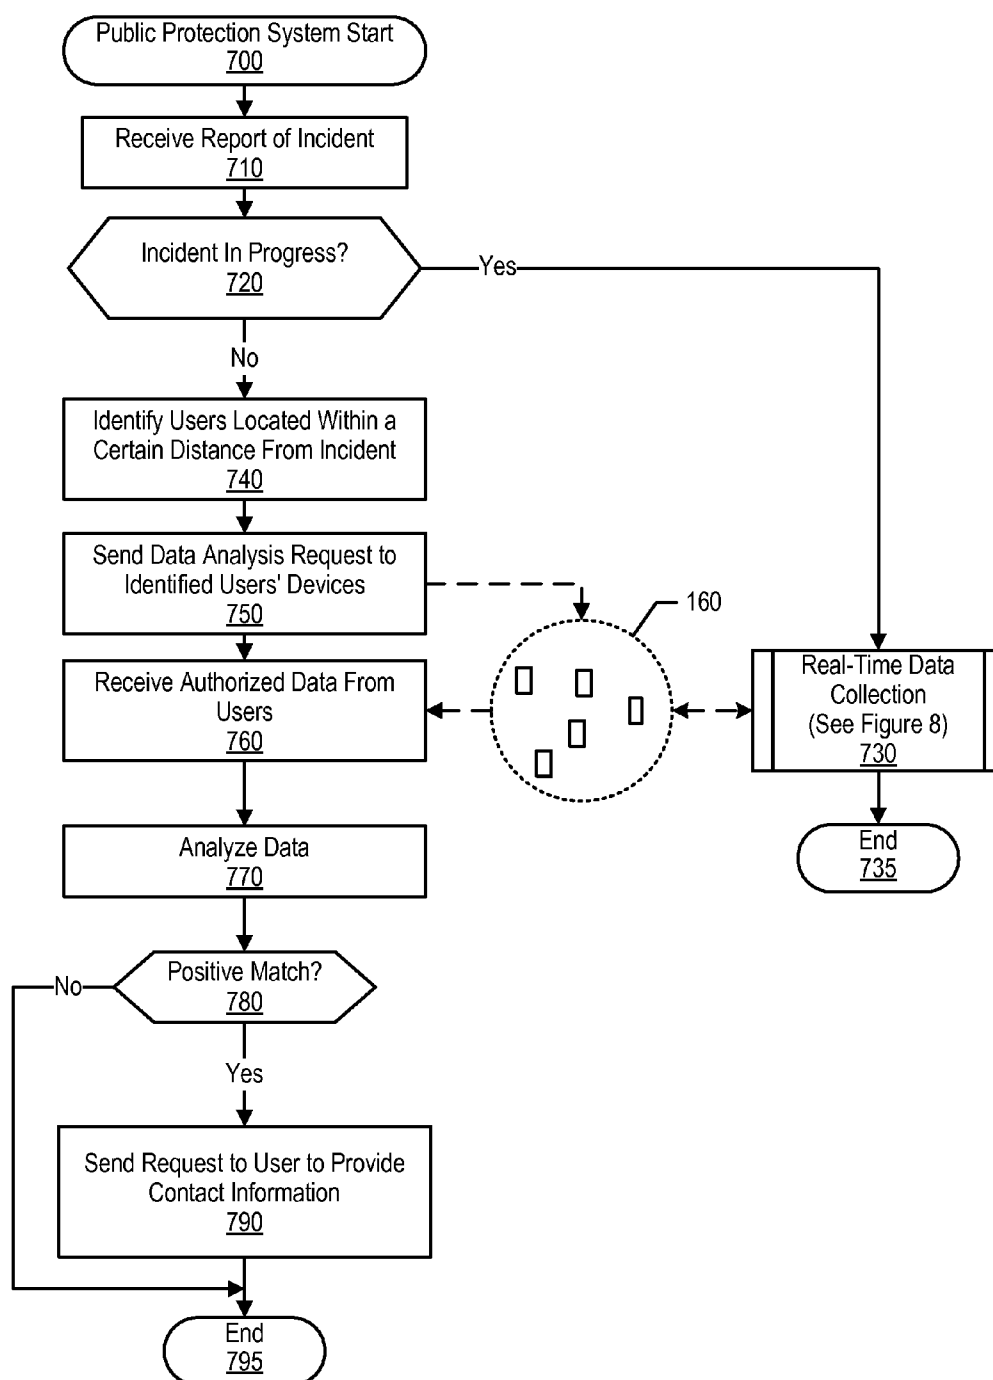 Public Protection System Start
700
Receive Report of Incident
710
Incident In Progress?
720
Yes
No
Identify Users Located Within a
Certain Distance From Incident
740
Send Data Analysis Request to
Identified Users' Devices
750
160
Receive Authorized Data From
Users
760
Real-Time Data
Collection
(See Figure 8)
730
End
735
Analyze Data
770
Positive Match?
780
No
Yes
Send Request to User to Provide
Contact Information
790
End
795